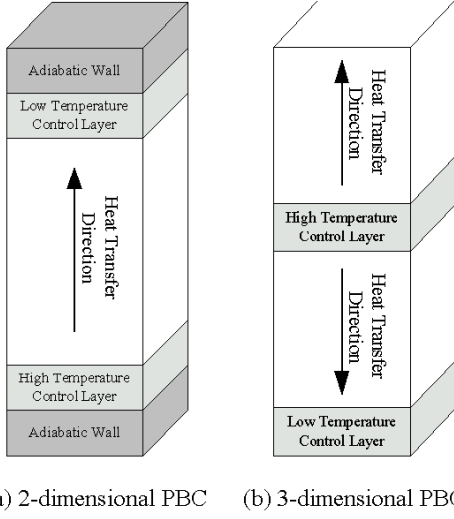 Adiabatic Wall
Low Temperature
Control Layer
Heat Transfer
Direction
High Temperature
Control Layer
Adiabatic Wall
Heat Transfer
Direction
High Temperature
Control Layer
Heat Transfer
Direction
Low Temperature
Control Layer
) 2-dimensional PBC
(b) 3-dimensional PBC